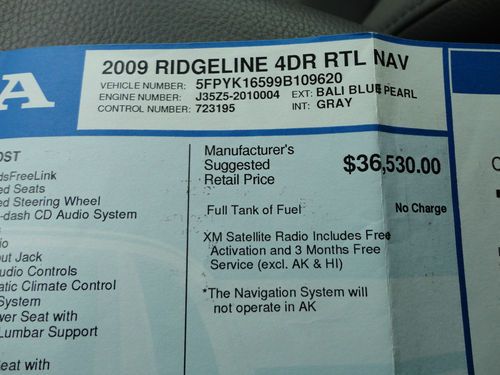 2009 RIDGELINE 4DR RTL NAV
VEHICLE NUMBER: 5FPYK16599B109620
ENGINE NUMBER: J35Z5-2010004 EXT: BALI BLUE PEARL
CONTROL NUMBER: 723195 INT: GRAY
A
OST
dsFreeLink
ed Seats
ed Steering Wheel
-dash CD Audio System
io
out Jack
udio Controls
atic Climate Control
System
wer Seat with
Lumbar Support
eat with
Manufacturer's
Suggested
Retail Price $36,530.00
Full Tank of Fuel No Charge
XM Satellite Radio Includes Free
Activation and 3 Months Free
Service (excl. AK & HI)
*The Navigation System will
not operate in AK